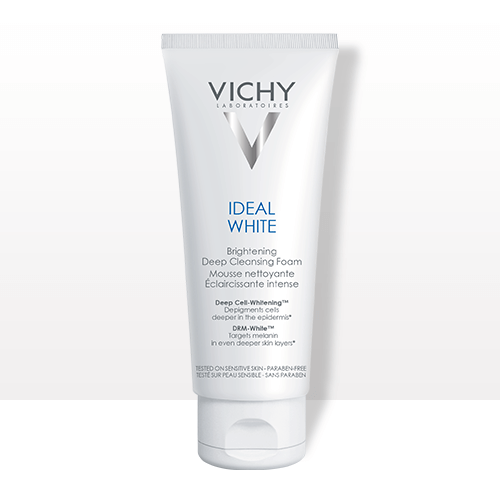 VICHY
LABORATOIRES
IDEAL
WHITE
Brightening
Deep Cleansing Foam
Mousse nettoyante
Éclaircissante intense
Deep Cell-Whitening™
Depigments cells
deeper in the epidermis*
DRM-White™
Targets melanin
in even deeper skin layers*
TESTED ON SENSITIVE SKIN - PARABEN-FREE
TESTÉ SUR PEAU SENSIBLE - SANS PARABEN